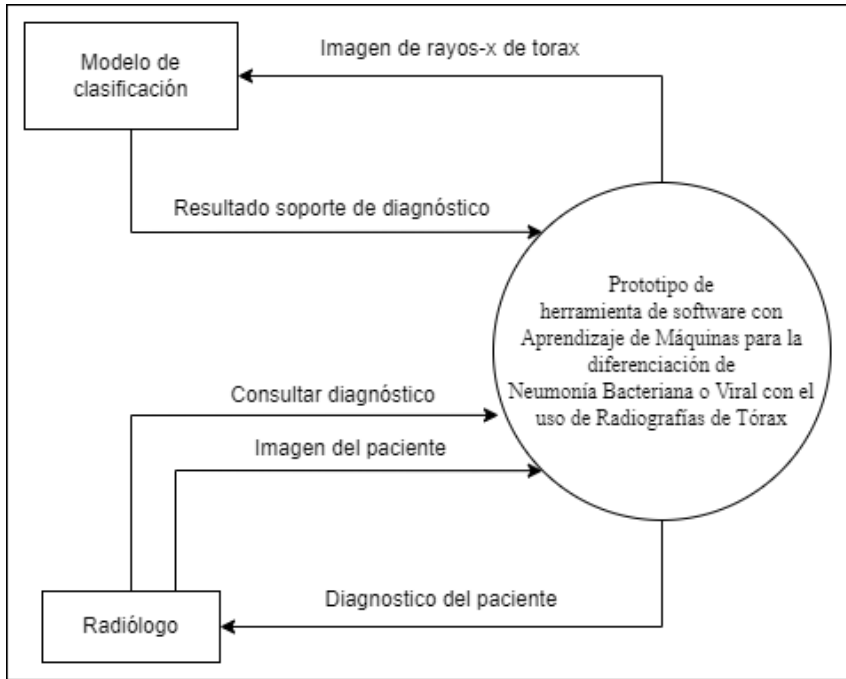 Imagen de rayos-x de torax
Modelo de
clasificación
Resultado soporte de diagnóstico
Prototipo de
herramienta de software con
Aprendizaje de Máquinas para la
diferenciación de
Neumonía Bacteriana o Viral con el
uso de Radiografías de Tórax
Consultar diagnóstico
Imagen del paciente
Diagnostico del paciente
Radiólogo